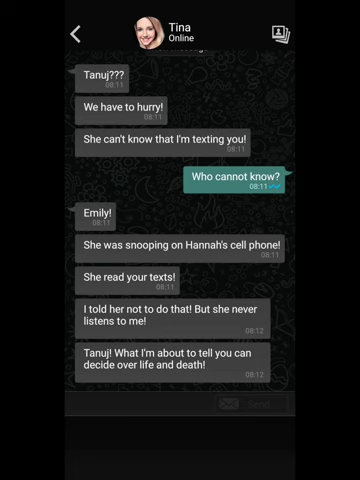 Tina
Online
Tanuj???
08:11
We have to hurry!
08:11
She can't know that I'm texting you!
08:11
Who cannot know?
08:11
Emily!
08:11
She was snooping on Hannah's cell phone!
08:11
She read your texts!
08:11
I told her not to do that! But she never
listens to me!
08:12
Tanuj! What I'm about to tell you can
decide over life and death!
08:12
Send